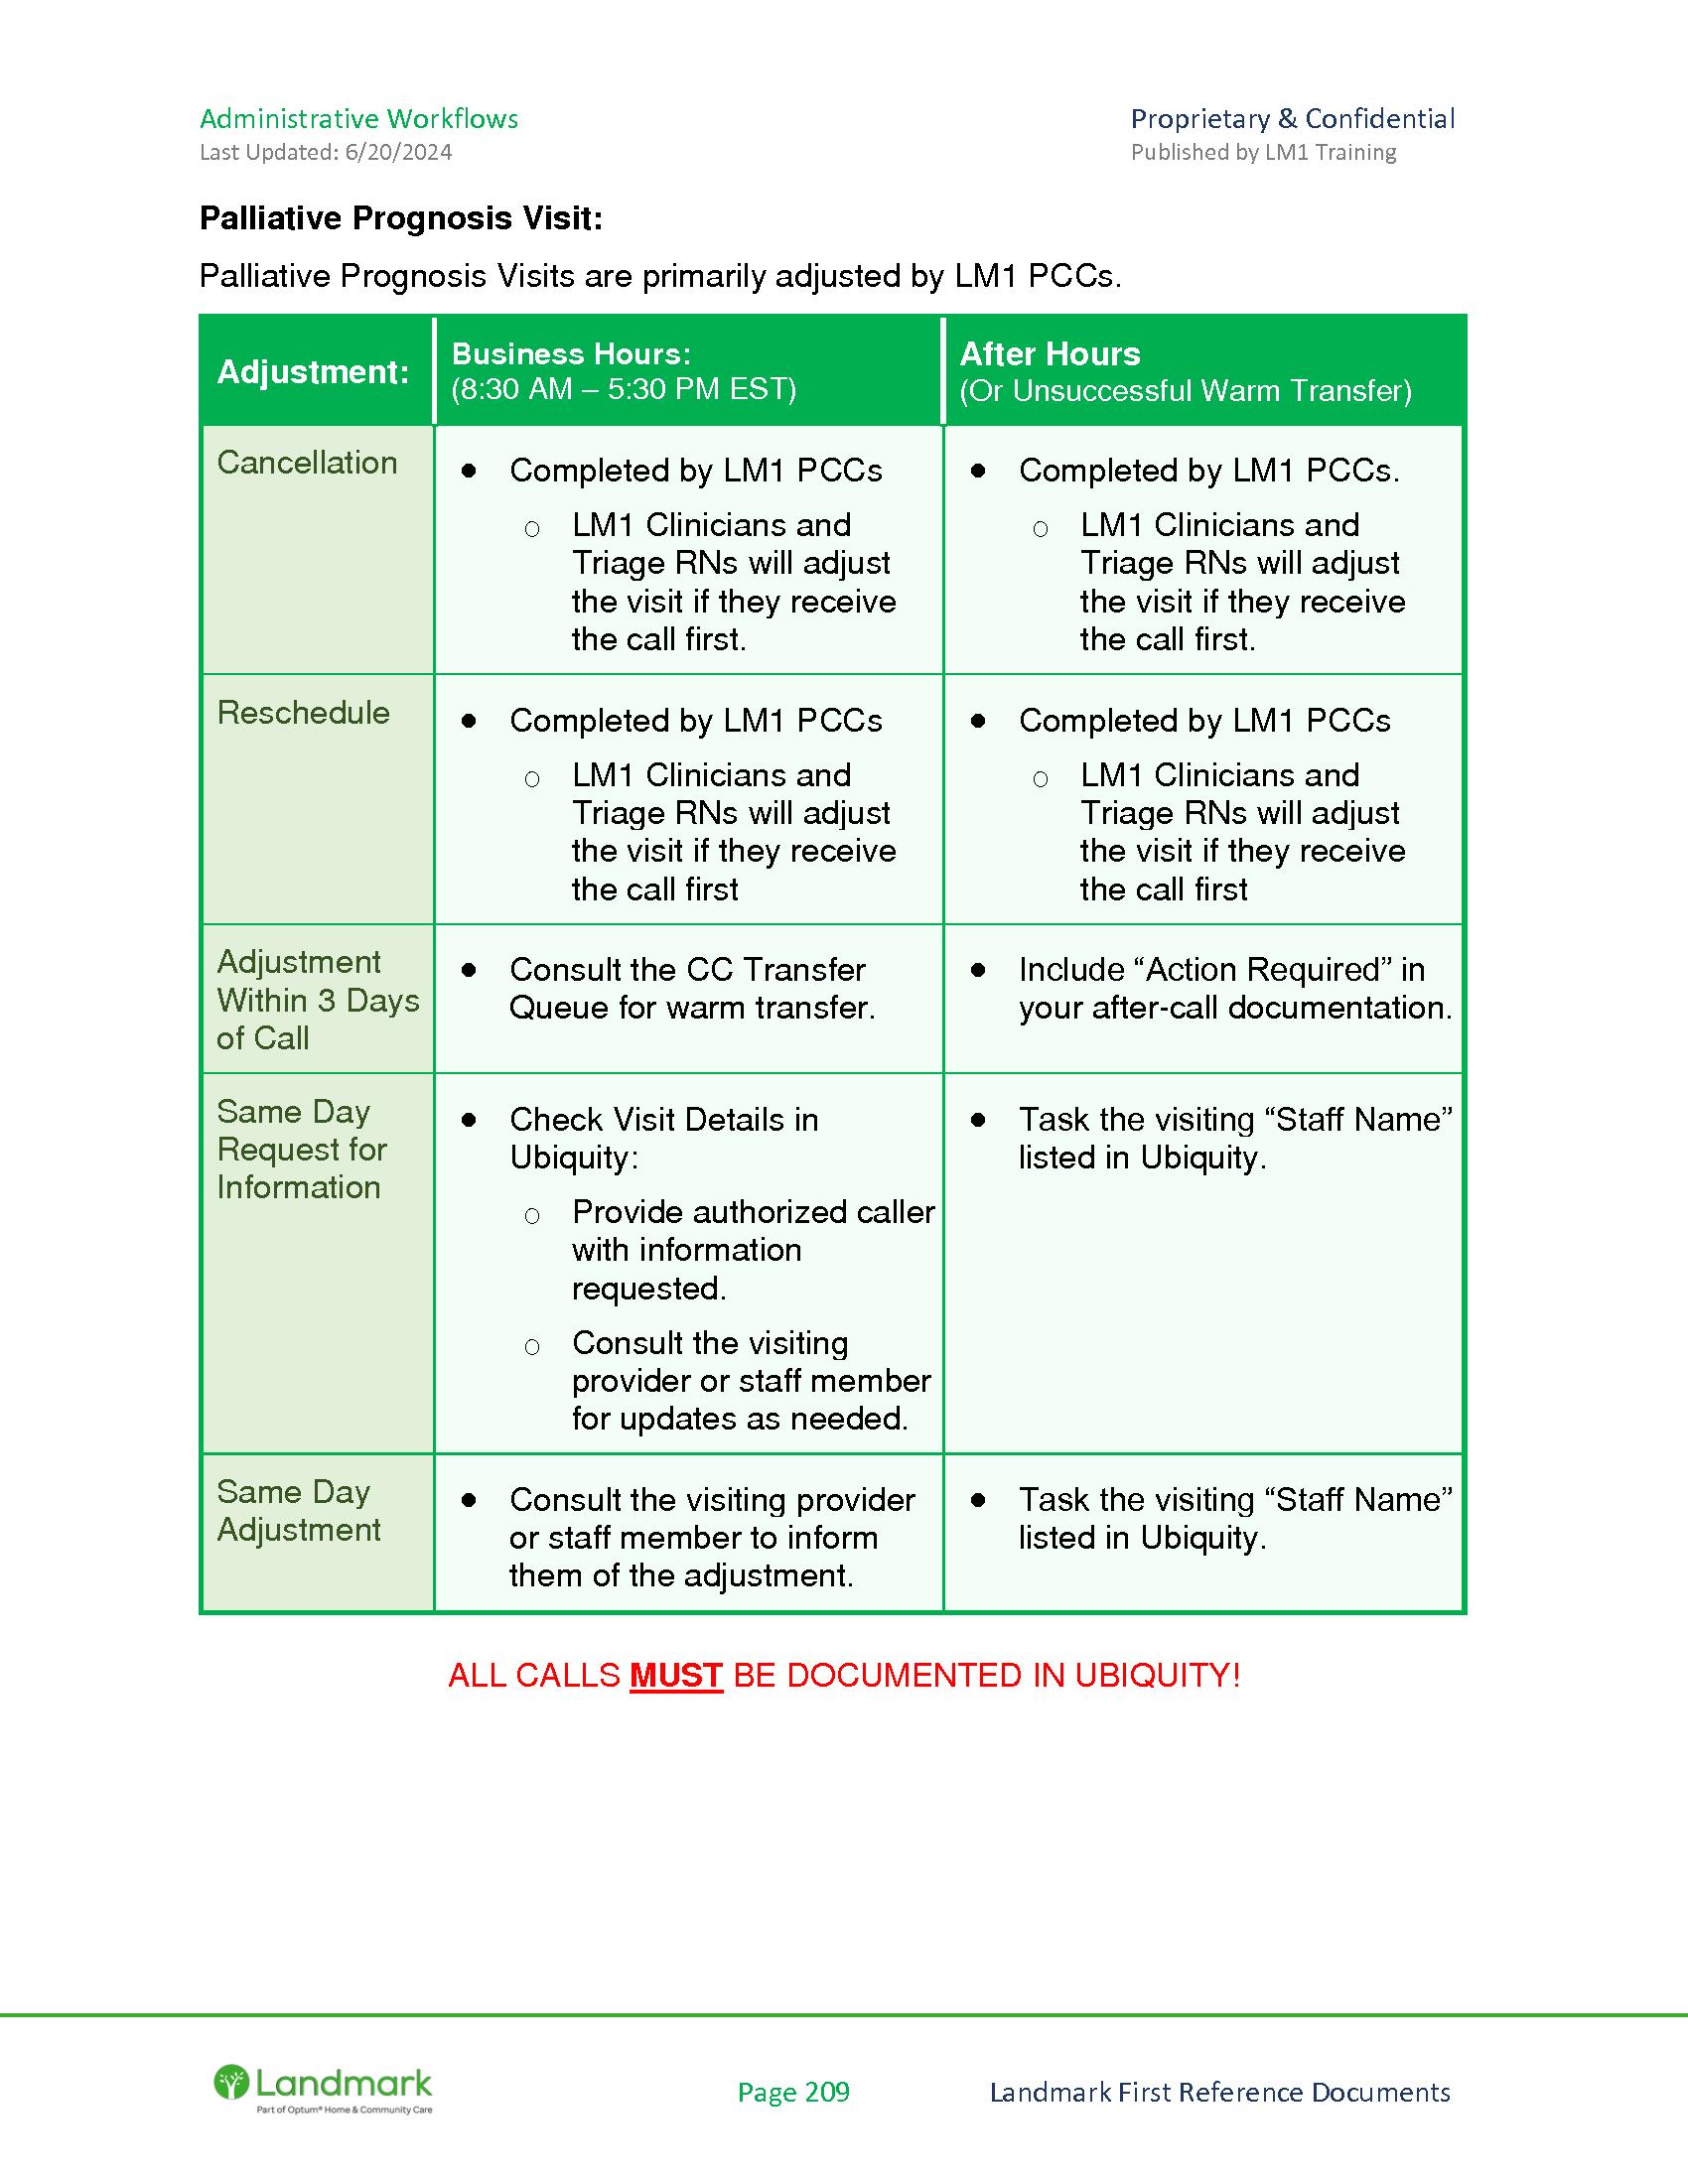 Administrative Workflows
Proprietary & Confidential
Last Updated: 6/20/2024
Published by LM1 Training
Palliative Prognosis Visit:
Palliative Prognosis Visits are primarily adjusted by LM1 PCCs.
Adjustment:
Business Hours:
(8:30 AM – 5:30 PM EST)
After Hours
(Or Unsuccessful Warm Transfer)
Cancellation
• Completed by LM1 PCCs
o LM1 Clinicians and
Triage RNs will adjust
the visit if they receive
the call first.
• Completed by LM1 PCCs.
o LM1 Clinicians and
Triage RNs will adjust
the visit if they receive
the call first.
Reschedule
• Completed by LM1 PCCs
o LM1 Clinicians and
Triage RNs will adjust
the visit if they receive
the call first
• Completed by LM1 PCCs
o LM1 Clinicians and
Triage RNs will adjust
the visit if they receive
the call first
Adjustment
Within 3 Days
of Call
• Consult the CC Transfer
Queue for warm transfer.
• Include “Action Required” in
your after-call documentation.
Same Day
Request for
Information
• Check Visit Details in
Ubiquity:
o Provide authorized caller
with information
requested.
o Consult the visiting
provider or staff member
for updates as needed.
• Task the visiting “Staff Name”
listed in Ubiquity.
Same Day
Adjustment
• Consult the visiting provider
or staff member to inform
them of the adjustment.
• Task the visiting “Staff Name”
listed in Ubiquity.
ALL CALLS MUST BE DOCUMENTED IN UBIQUITY!
Landmark
Part of Optum® Home & Community Care
Page 209
Landmark First Reference Documents